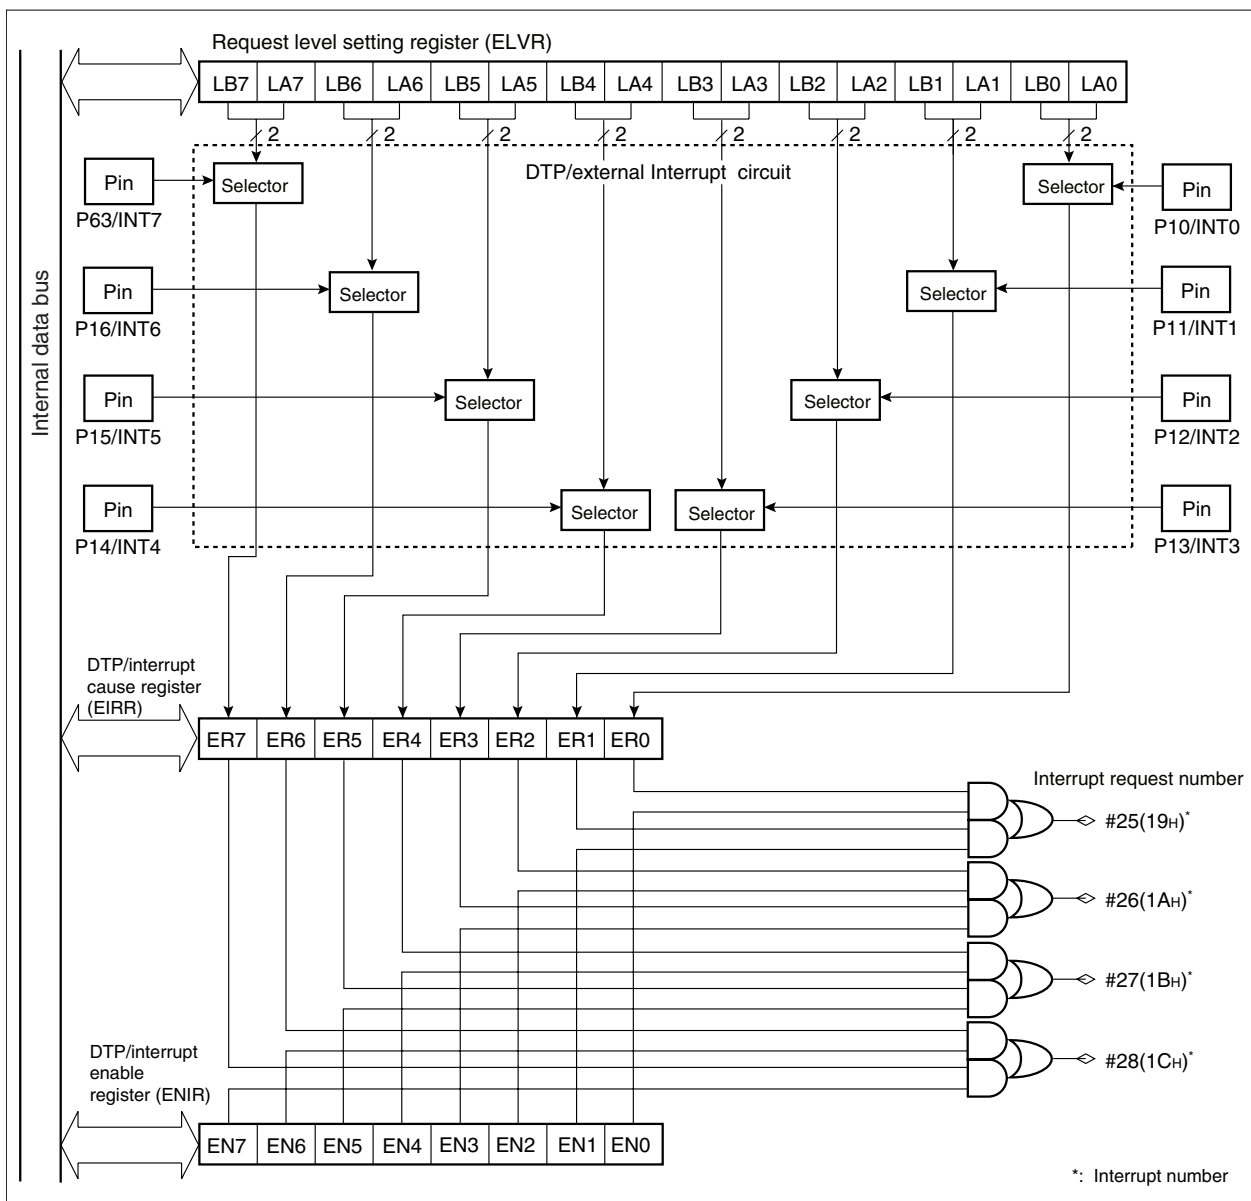 Request level setting register (ELVR)
LB7 LA7 LB6 LA6 LB5 LA5 LB4 LA4 LB3 LA3 LB2 LA2 LB1 LA1 LB0 LA0
2 2 2 2 2 2 2 2
DTP/external Interrupt circuit
Pin Selector Selector Pin
P63/INT7 P10/INT0
Pin Selector Selector Pin
P16/INT6 P11/INT1
Pin Selector Selector Pin
P15/INT5 P12/INT2
Pin Selector Selector Pin
P14/INT4 P13/INT3
Internal data bus
DTP/interrupt
cause register
(EIRR)
ER7 ER6 ER5 ER4 ER3 ER2 ER1 ER0
Interrupt request number
#25(19H)*
#26(1AH)*
#27(1BH)*
#28(1CH)*
DTP/interrupt
enable
register (ENIR)
EN7 EN6 EN5 EN4 EN3 EN2 EN1 EN0
*: Interrupt number